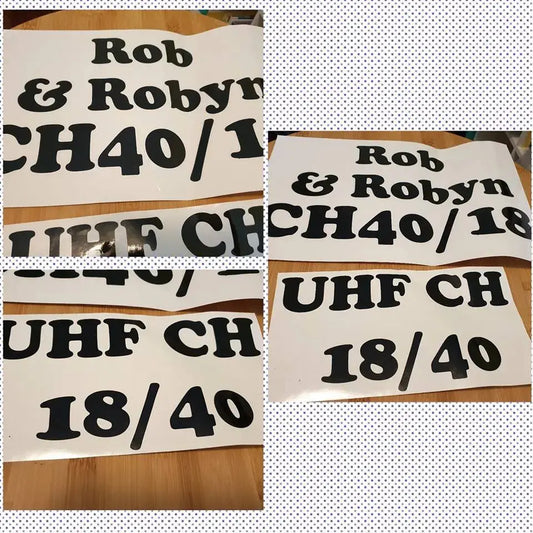 Rob
& Robyn
CH40/1
UHF CH
UHF CH
18/40
Rob
& Robyn
CH40/18
UHF CH
18/40